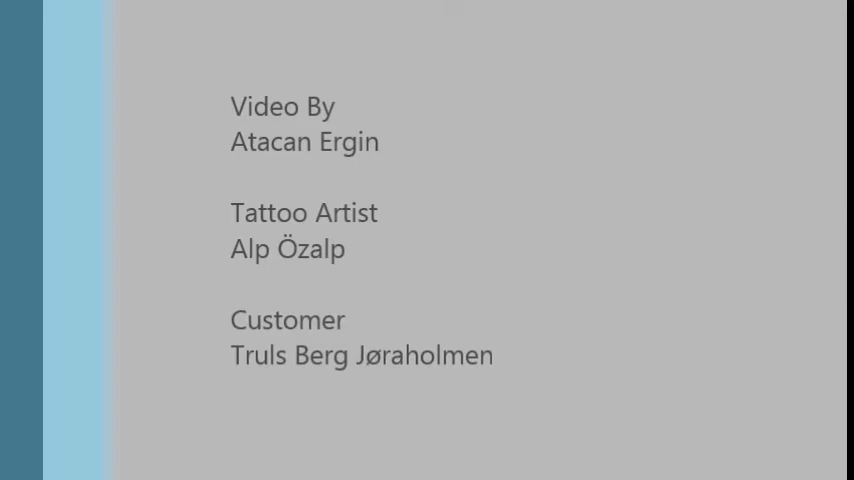 Video By
Atacan Ergin
Tattoo Artist
Alp Özalp
Customer
Truls Berg Jøraholmen